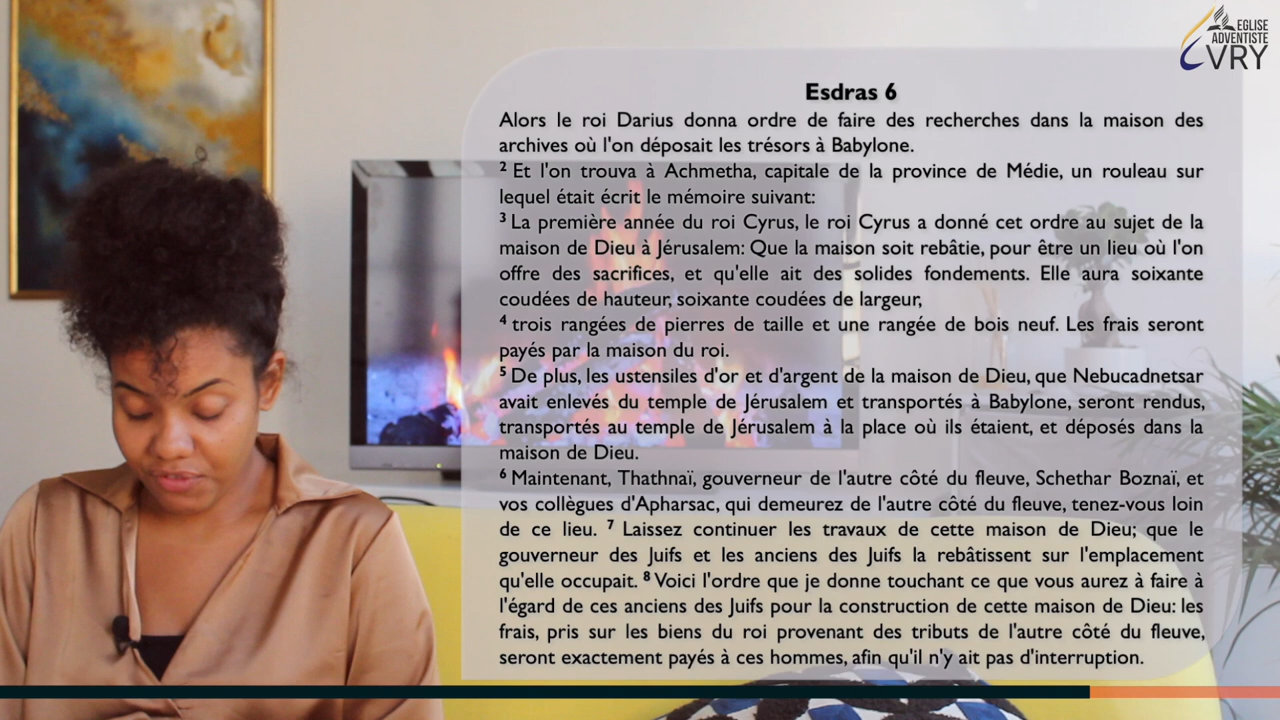 EGLISE
ADVENTISTE
VRY
Esdras 6
Alors le roi Darius donna ordre de faire des recherches dans la maison des
archives où l'on déposait les trésors à Babylone.
2 Et l'on trouva à Achmetha, capitale de la province de Médie, un rouleau sur
lequel était écrit le mémoire suivant:
3 La première année du roi Cyrus, le roi Cyrus a donné cet ordre au sujet de la
maison de Dieu à Jérusalem: Que la maison soit rebâtie, pour être un lieu où l'on
offre des sacrifices, et qu'elle ait des solides fondements. Elle aura soixante
coudées de hauteur, soixante coudées de largeur,
4 trois rangées de pierres de taille et une rangée de bois neuf. Les frais seront
payés par la maison du roi.
5 De plus, les ustensiles d'or et d'argent de la maison de Dieu, que Nebucadnetsar
avait enlevés du temple de Jérusalem et transportés à Babylone, seront rendus,
transportés au temple de Jérusalem à la place où ils étaient, et déposés dans la
maison de Dieu.
6 Maintenant, Thathnaï, gouverneur de l'autre côté du fleuve, Schethar Boznaï, et
vos collègues d'Apharsac, qui demeurez de l'autre côté du fleuve, tenez-vous loin
de ce lieu. 7 Laissez continuer les travaux de cette maison de Dieu; que le
gouverneur des Juifs et les anciens des Juifs la rebâtissent sur l'emplacement
qu'elle occupait. 8 Voici l'ordre que je donne touchant ce que vous aurez à faire à
l'égard de ces anciens des Juifs pour la construction de cette maison de Dieu: les
frais, pris sur les biens du roi provenant des tributs de l'autre côté du fleuve,
seront exactement payés à ces hommes, afin qu'il n'y ait pas d'interruption.